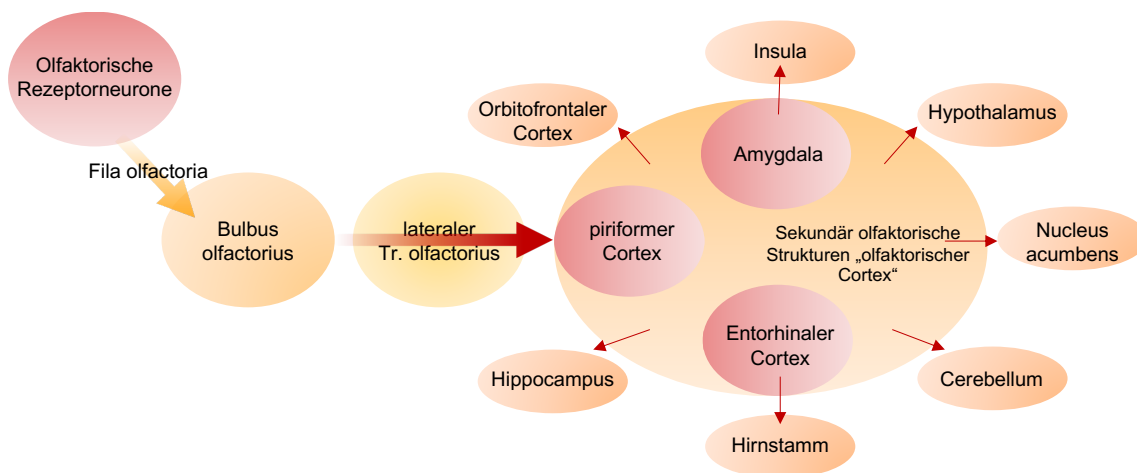 Olfaktorische
Rezeptorneurone
Fila olfactoria
Bulbus
olfactorius
lateraler
Tr. olfactorius
piriformer
Cortex
Amygdala
Entorhinaler
Cortex
Sekundär olfaktorische
Strukturen „olfaktorischer
Cortex“
Insula
Orbitofrontaler
Cortex
Hypothalamus
Nucleus
acumbens
Hippocampus
Cerebellum
Hirnstamm